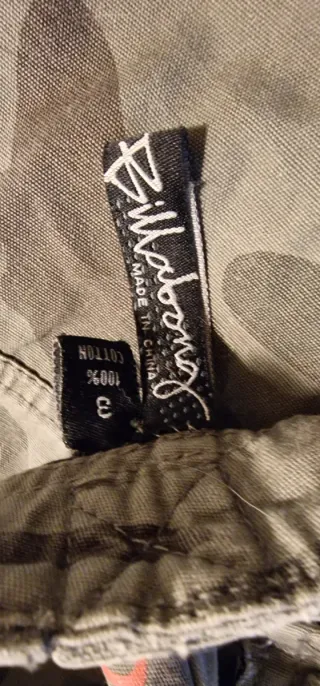 Billabong
MADE IN CHINA
3
100%
COTTON